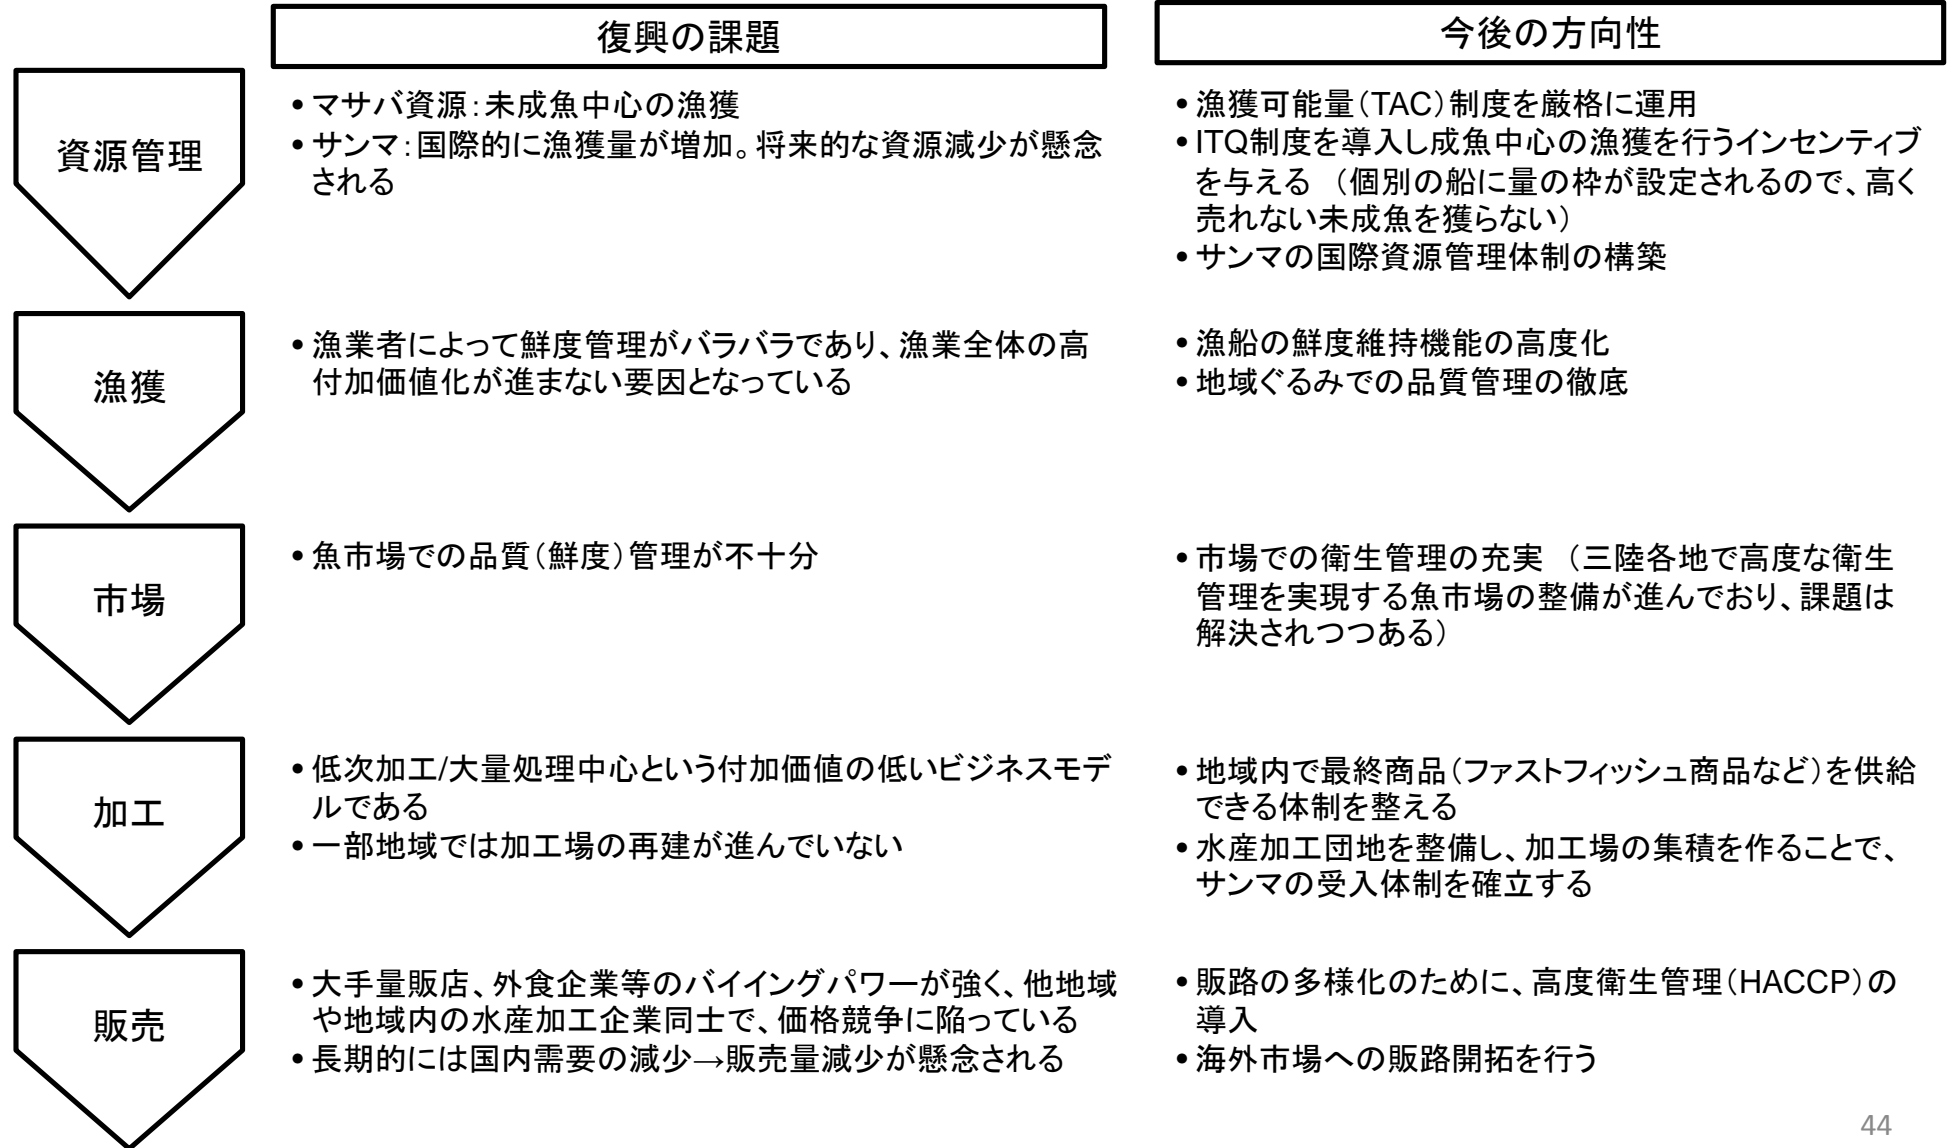 復興の課題
今後の方向性
資源管理
•マサバ資源：未成魚中心の漁獲
•サンマ：国際的に漁獲量が増加。将来的な資源減少が懸念
される
•漁獲可能量（TAC）制度を厳格に運用
•ITQ制度を導入し成魚中心の漁獲を行うインセンティブ
を与える　（個別の船に量の枠が設定されるので、高く
売れない未成魚を獲らない）
•サンマの国際資源管理体制の構築
漁獲
•漁業者によって鮮度管理がバラバラであり、漁業全体の高
付加価値化が進まない要因となっている
•漁船の鮮度維持機能の高度化
•地域ぐるみでの品質管理の徹底
市場
•魚市場での品質（鮮度）管理が不十分
•市場での衛生管理の充実　（三陸各地で高度な衛生
管理を実現する魚市場の整備が進んでおり、課題は
解決されつつある）
加工
•低次加工/大量処理中心という付加価値の低いビジネスモデ
ルである
•一部地域では加工場の再建が進んでいない
•地域内で最終商品（ファストフィッシュ商品など）を供給
できる体制を整える
•水産加工団地を整備し、加工場の集積を作ることで、
サンマの受入体制を確立する
販売
•大手量販店、外食企業等のバイイングパワーが強く、他地域
や地域内の水産加工企業同士で、価格競争に陥っている
•長期的には国内需要の減少→販売量減少が懸念される
•販路の多様化のために、高度衛生管理（HACCP）の
導入
•海外市場への販路開拓を行う
44